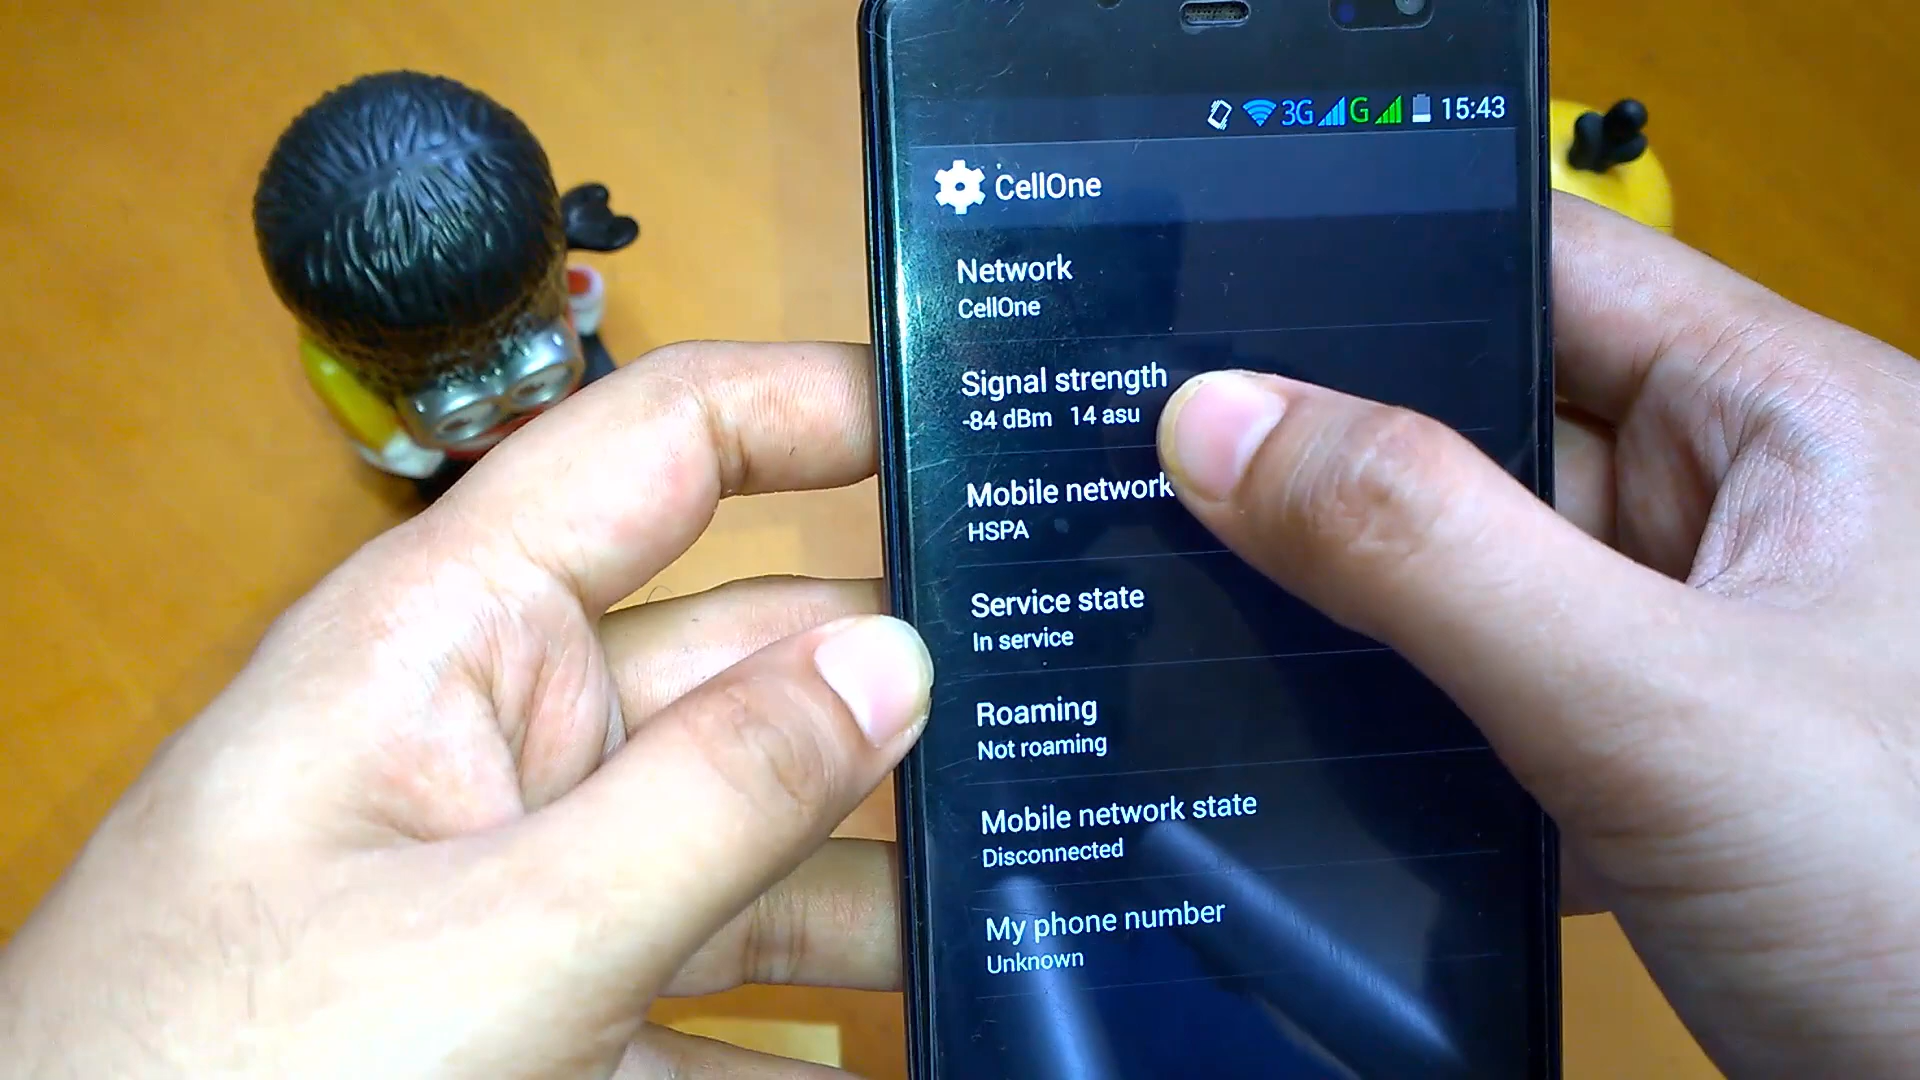 3G G 15:43
CellOne
Network
CellOne
Signal strength
-84 dBm 14 asu
Mobile network
HSPA
Service state
In service
Roaming
Not roaming
Mobile network state
Disconnected
My phone number
Unknown